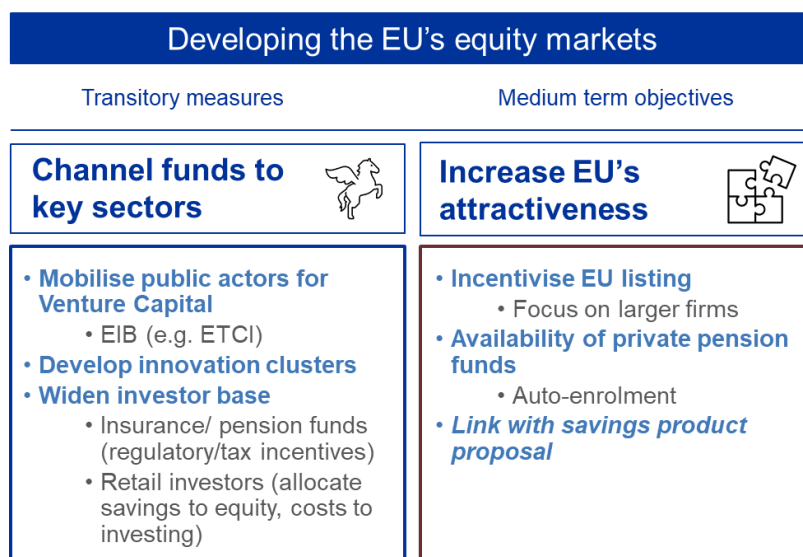 Developing the EU's equity markets
Transitory measures
Medium term objectives
Channel funds to
key sectors
• Mobilise public actors for
Venture Capital
• EIB (e.g. ETCI)
• Develop innovation clusters
• Widen investor base
• Insurance/ pension funds
(regulatory/tax incentives)
• Retail investors (allocate
savings to equity, costs to
investing)
Increase EU's
attractiveness
• Incentivise EU listing
• Focus on larger firms
• Availability of private pension
funds
• Auto-enrolment
• Link with savings product
proposal